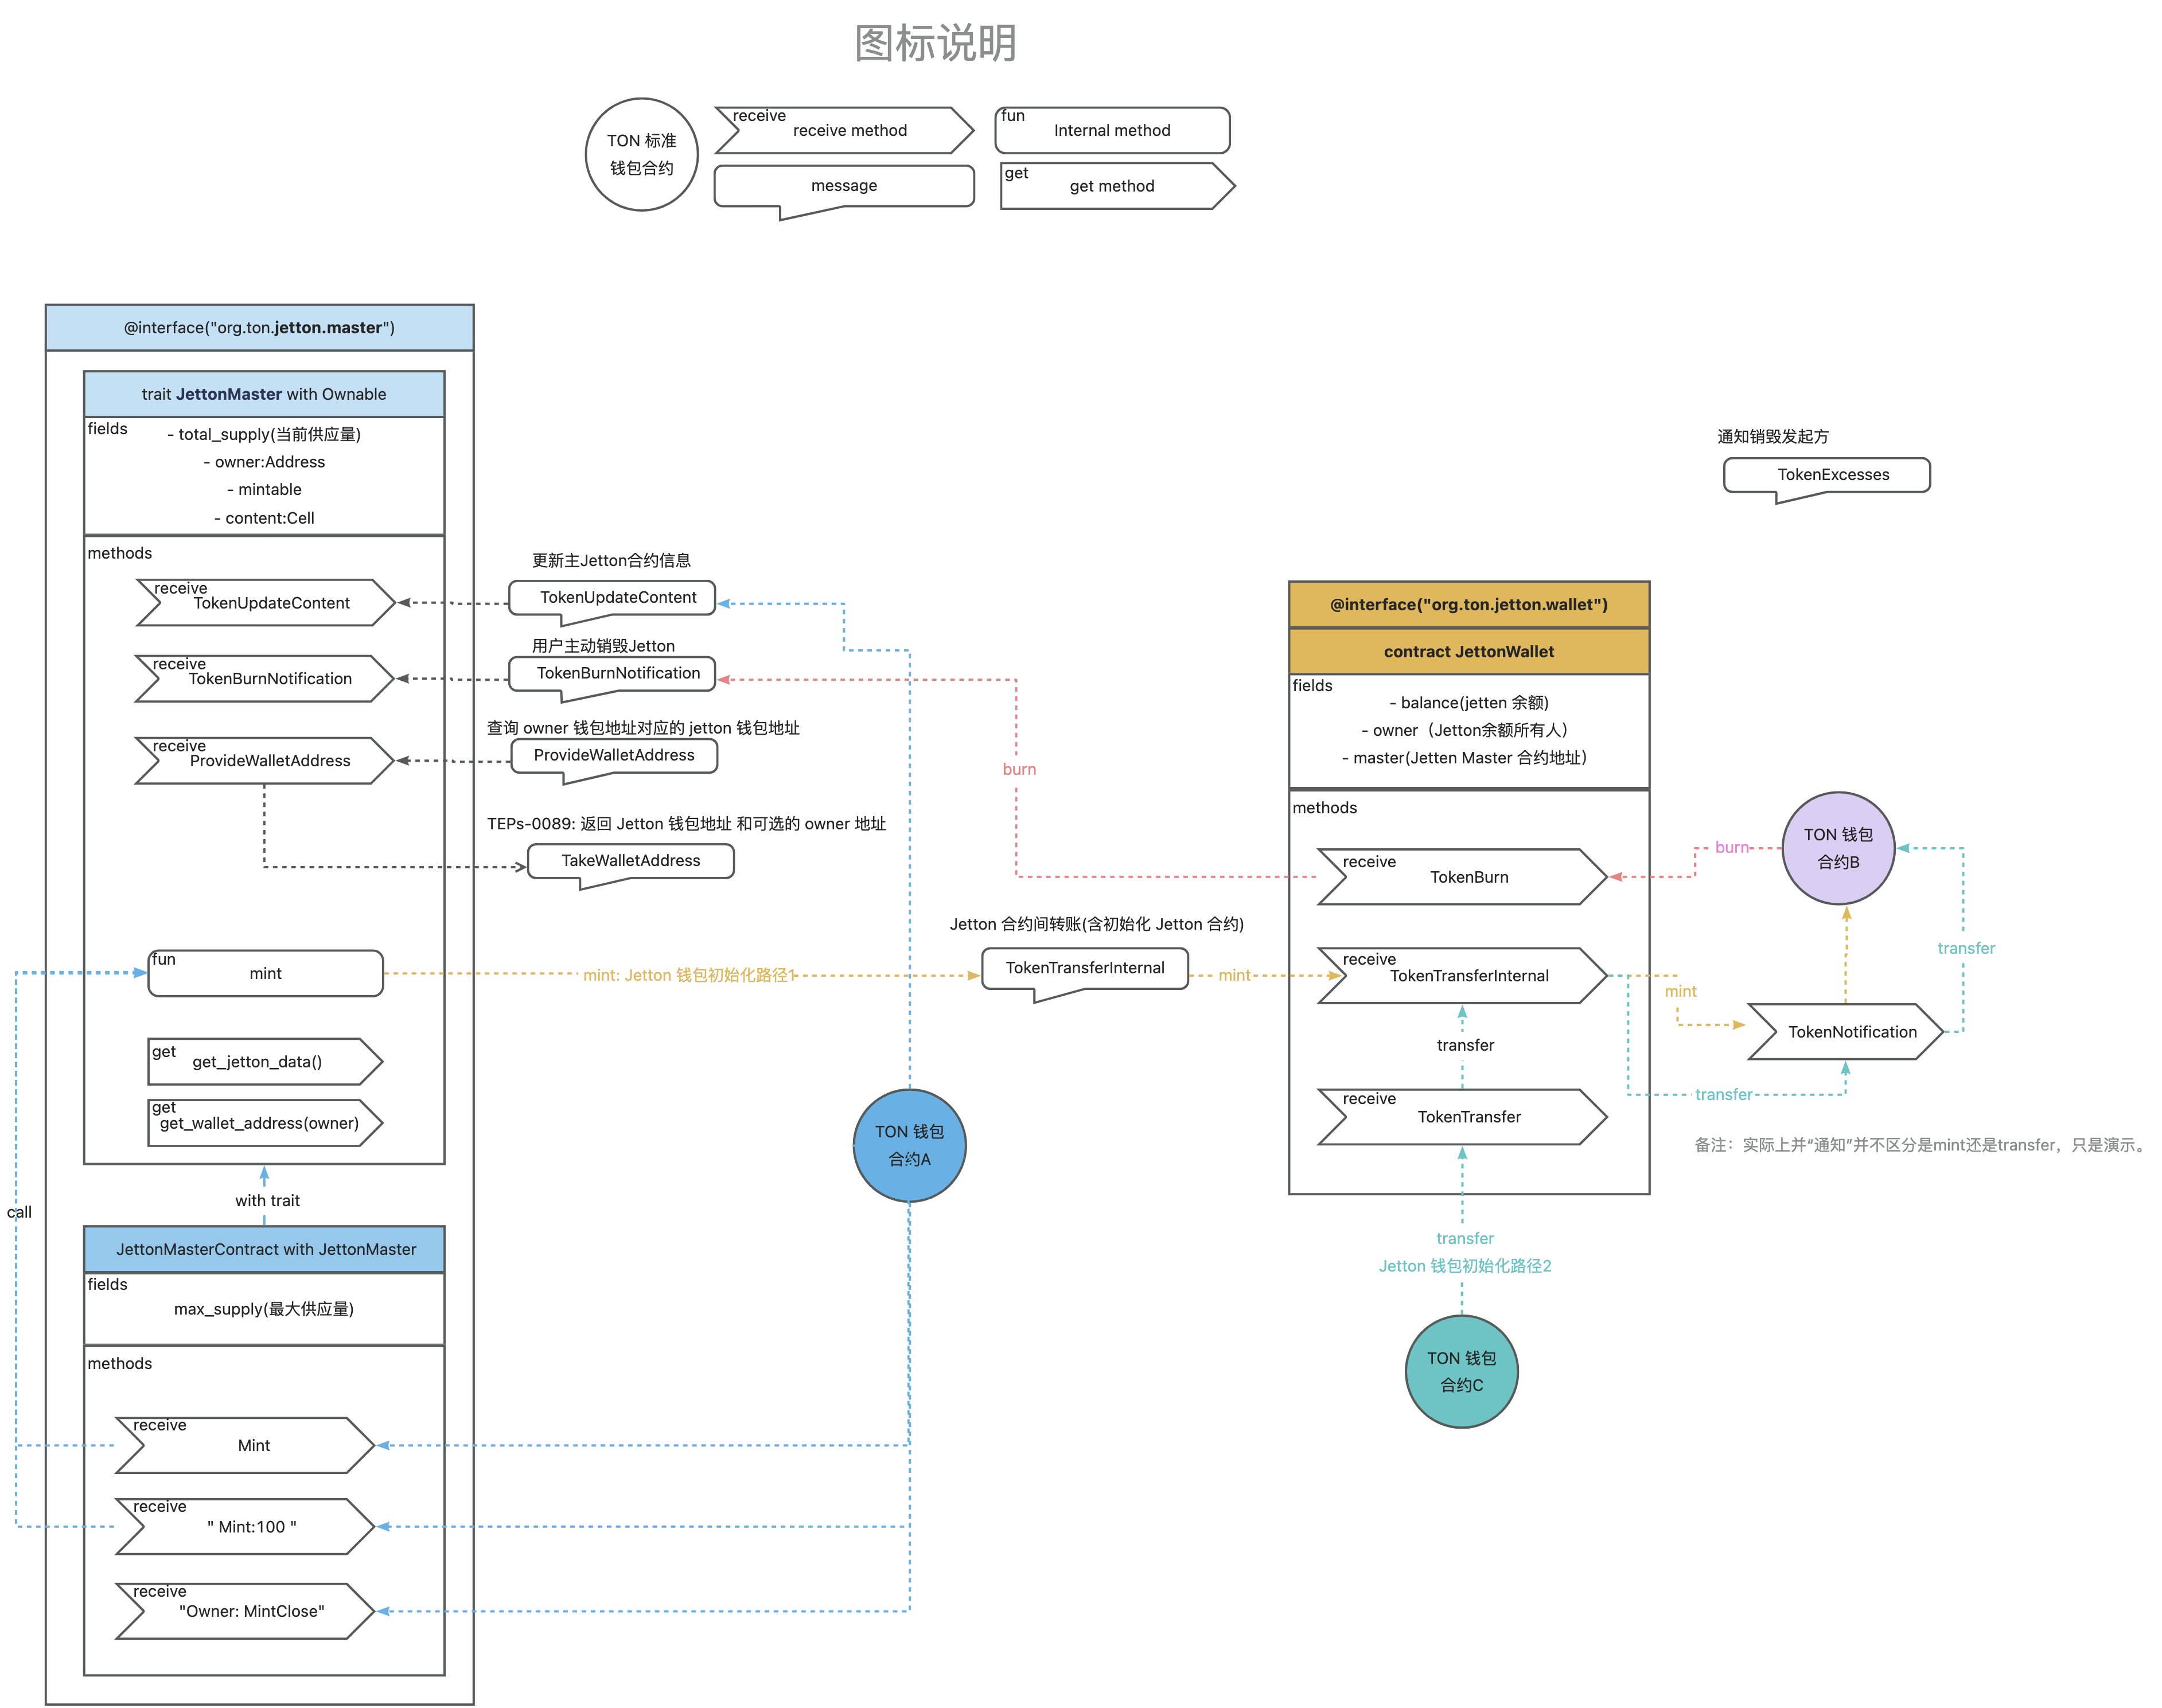 图标说明
TON 标准
钱包合约
receive
receive method
fun
Internal method
message
get
get method
@interface("org.ton.jetton.master")
trait JettonMaster with Ownable
fields
- total_supply(当前供应量)
- owner:Address
- mintable
- content:Cell
methods
receive
TokenUpdateContent
receive
TokenBurnNotification
receive
ProvideWalletAddress
fun
mint
get
get_jetton_data()
get
get_wallet_address(owner)
with trait
call
JettonMasterContract with JettonMaster
fields
max_supply(最大供应量)
methods
receive
Mint
receive
" Mint:100 "
receive
"Owner: MintClose"
更新主Jetton合约信息
TokenUpdateContent
用户主动销毁Jetton
TokenBurnNotification
查询 owner 钱包地址对应的 jetton 钱包地址
ProvideWalletAddress
TEPs-0089: 返回 Jetton 钱包地址 和可选的 owner 地址
TakeWalletAddress
mint: Jetton 钱包初始化路径1
burn
Jetton 合约间转账(含初始化 Jetton 合约)
TokenTransferInternal
mint
TON 钱包
合约A
@interface("org.ton.jetton.wallet")
contract JettonWallet
fields
- balance(jetten 余额)
- owner（Jetton余额所有人）
- master(Jetten Master 合约地址）
methods
receive
TokenBurn
receive
TokenTransferInternal
transfer
receive
TokenTransfer
transfer
Jetton 钱包初始化路径2
TON 钱包
合约C
通知销毁发起方
TokenExcesses
TON 钱包
合约B
burn
transfer
mint
TokenNotification
transfer
备注：实际上并“通知”并不区分是mint还是transfer，只是演示。